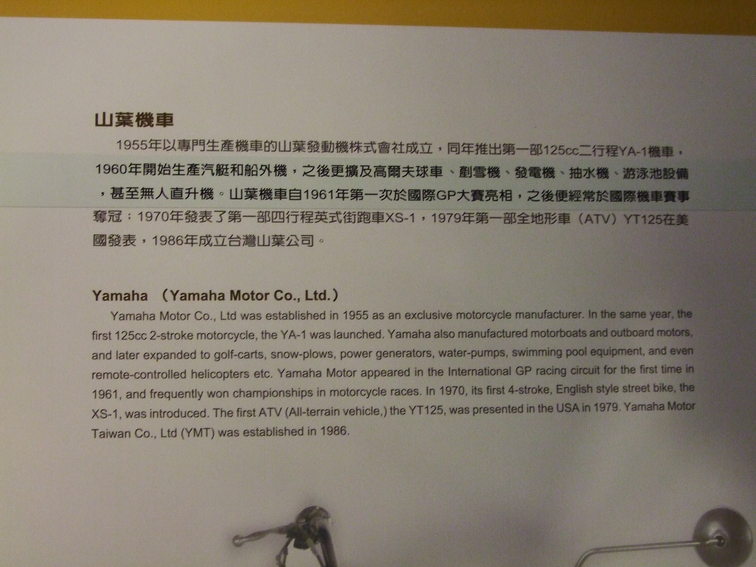 山葉機車
1955年以專門生產機車的山葉發動機株式會社成立，同年推出第一部125cc二行程YA-1機車，
1960年開始生產汽艇和船外機，之後更擴及高爾夫球車、剷雪機、發電機、抽水機、游泳池設備
，甚至無人直升機。山葉機車自1961年第一次於國際GP大賽亮相，之後便經常於國際機車賽事
奪冠；1970年發表了第一部四行程英式街跑車XS-1，1979年第一部全地形車（ATV）YT125在美
國發表，1986年成立台灣山葉公司。
Yamaha （Yamaha Motor Co., Ltd.）
Yamaha Motor Co., Ltd was established in 1955 as an exclusive motorcycle manufacturer. In the same year, the
first 125cc 2-stroke motorcycle, the YA-1 was launched. Yamaha also manufactured motorboats and outboard motors,
and later expanded to golf-carts, snow-plows, power generators, water-pumps, swimming pool equipment, and even
remote-controlled helicopters etc. Yamaha Motor appeared in the International GP racing circuit for the first time in
1961, and frequently won championships in motorcycle races. In 1970, its first 4-stroke, English style street bike, the
XS-1, was introduced. The first ATV (All-terrain vehicle,) the YT125, was presented in the USA in 1979. Yamaha Motor
Taiwan Co., Ltd (YMT) was established in 1986.